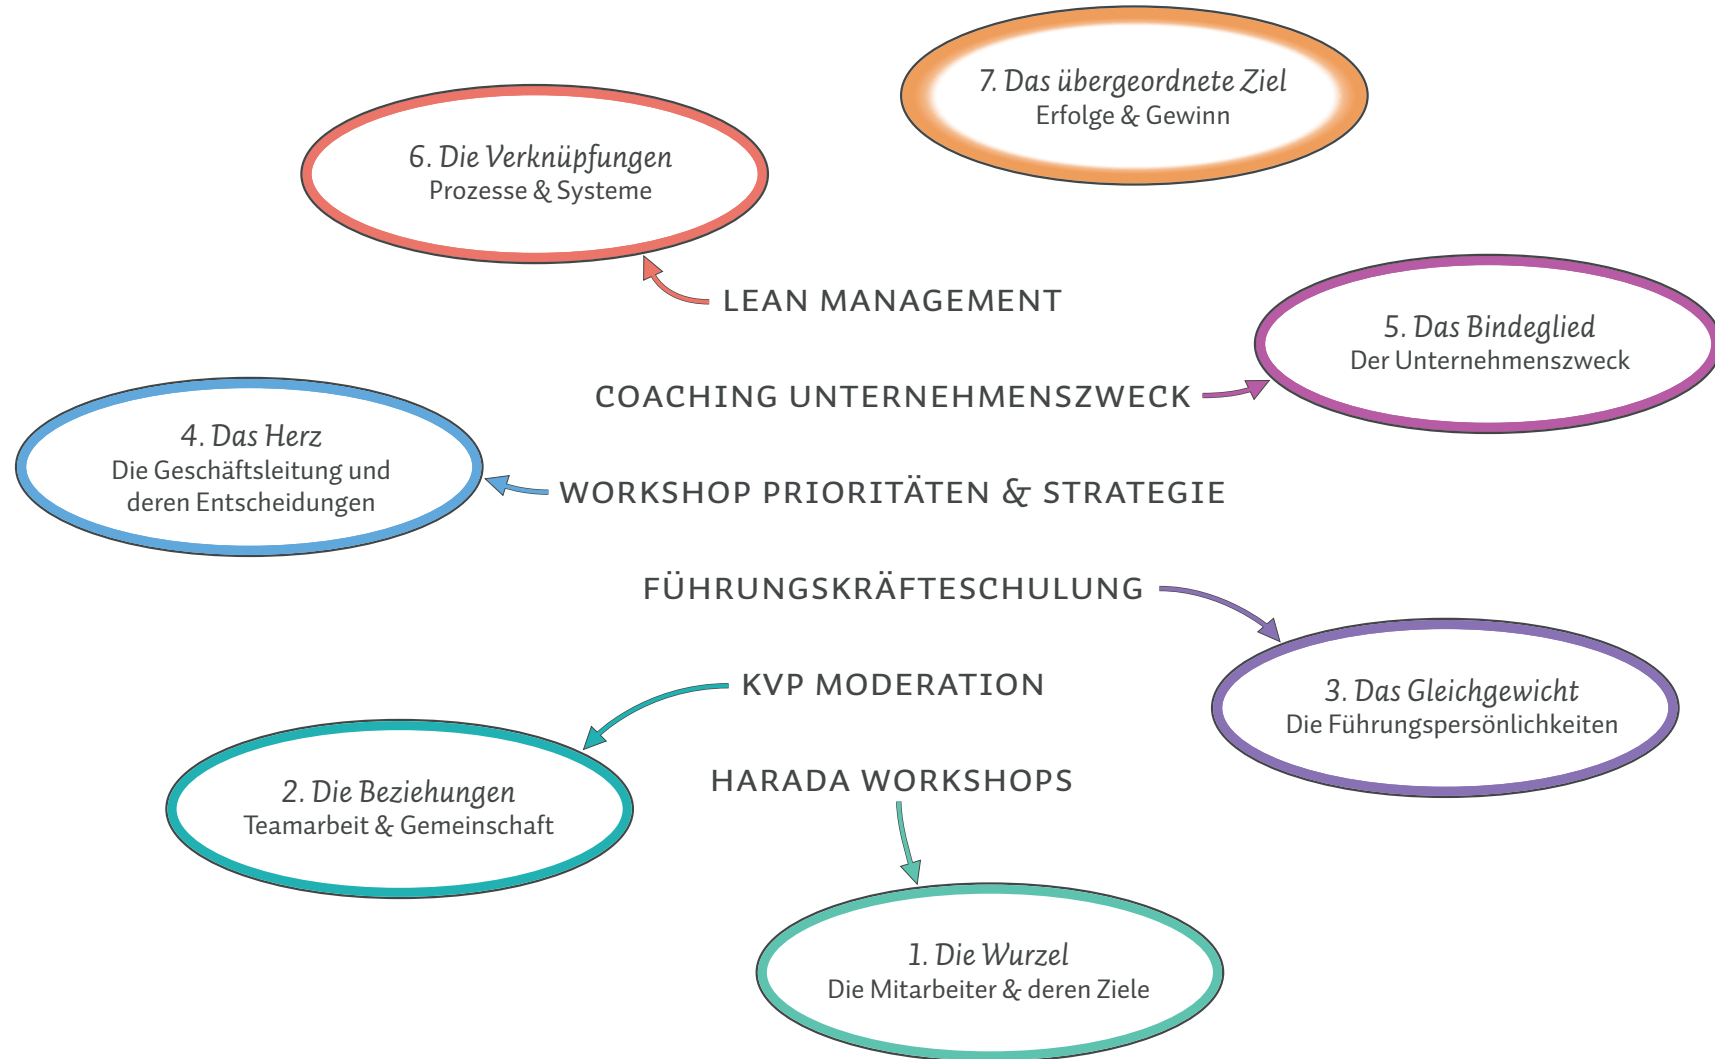 7. Das übergeordnete Ziel
Erfolge & Gewinn
6. Die Verknüpfungen
Prozesse & Systeme
LEAN MANAGEMENT
5. Das Bindeglied
Der Unternehmenszweck
COACHING UNTERNEHMENSZWECK
4. Das Herz
Die Geschäftsleitung und
deren Entscheidungen
WORKSHOP PRIORITÄTEN & STRATEGIE
FÜHRUNGSKRÄFTESCHULUNG
3. Das Gleichgewicht
Die Führungspersönlichkeiten
KVP MODERATION
2. Die Beziehungen
Teamarbeit & Gemeinschaft
HARADA WORKSHOPS
1. Die Wurzel
Die Mitarbeiter & deren Ziele